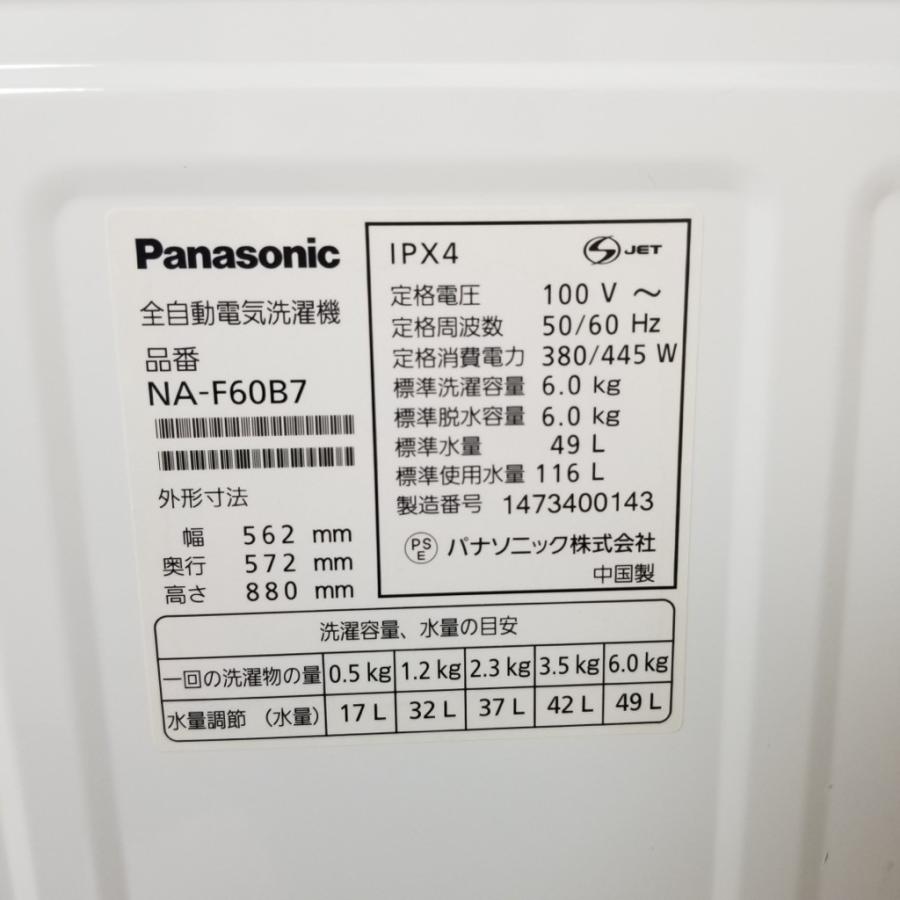 Panasonic
全自動電気洗濯機
品番
NA-F60B7
外形寸法
幅 562 mm
奥行 572 mm
高さ 880 mm
IPX4 S JET
定格電圧 100 V ～
定格周波数 50/60 Hz
定格消費電力 380/445 W
標準洗濯容量 6.0 kg
標準脱水容量 6.0 kg
標準水量 49 L
標準使用水量 116 L
製造番号 1473400143
PS E パナソニック株式会社
中国製
洗濯容量、水量の目安
一回の洗濯物の量 0.5 kg 1.2 kg 2.3 kg 3.5 kg 6.0 kg
水量調節 （水量） 17 L 32 L 37 L 42 L 49 L